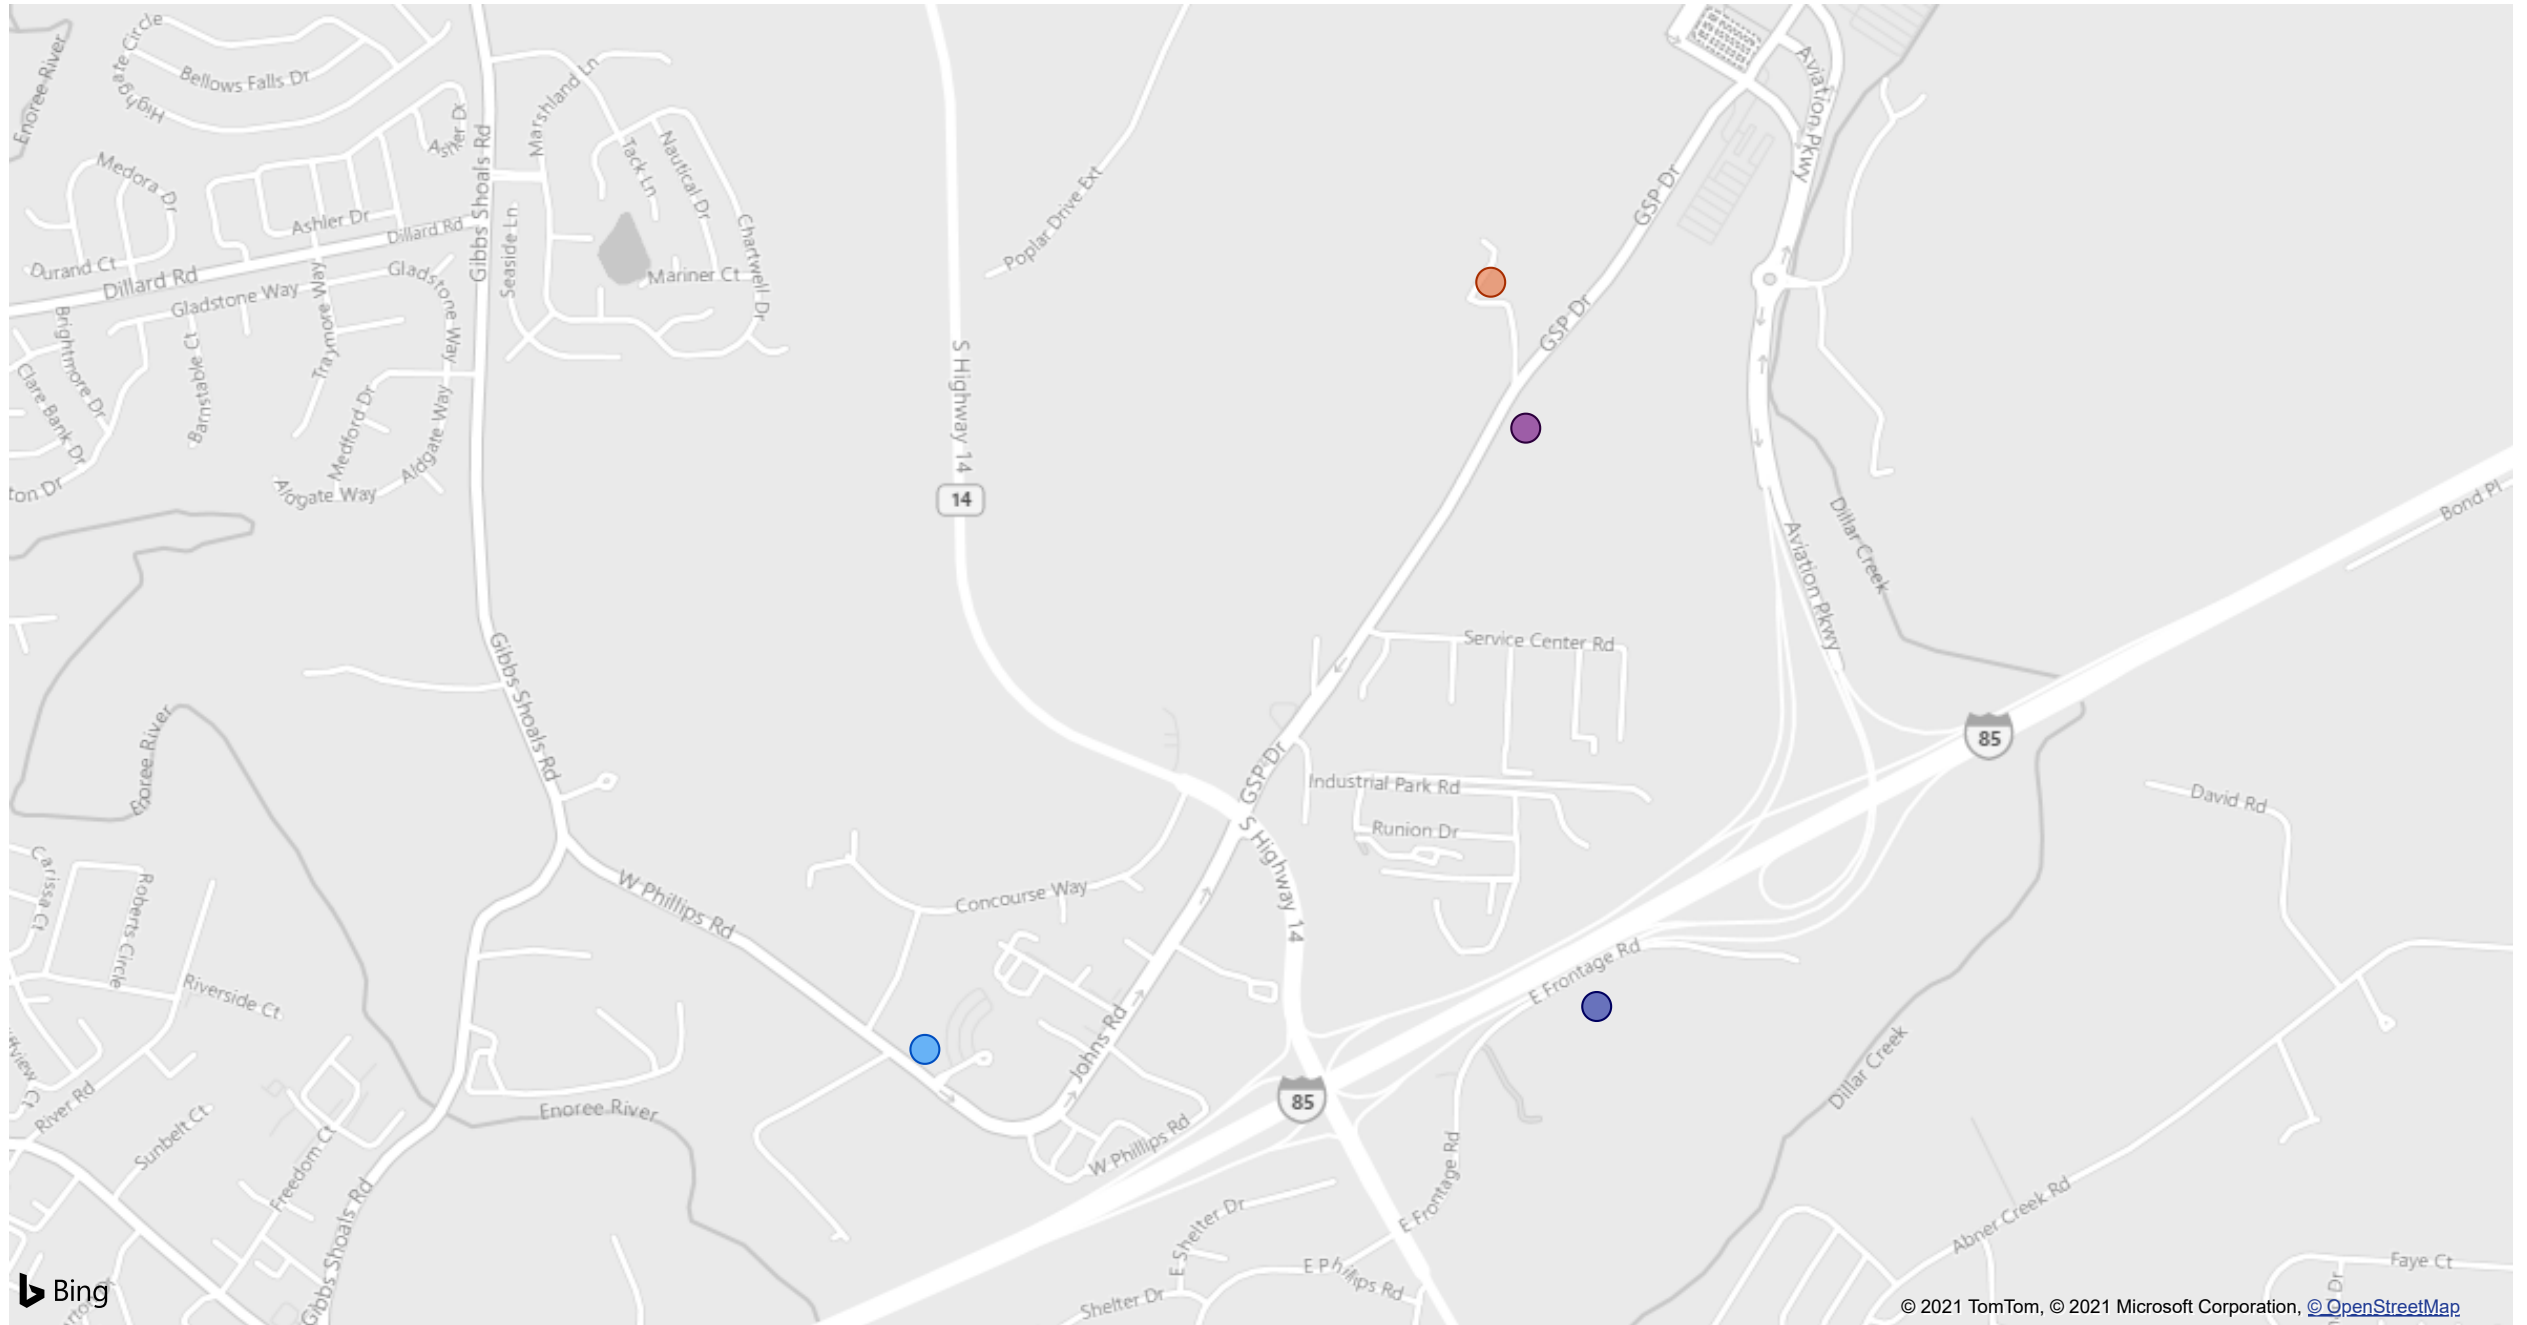 Enoree River
Highgate Circle
Bellows Falls Dr
Asher Dr
Gibbs Shoals Rd
Marshland Ln
Tack Ln
Nautical Dr
Chartwell Dr
Medora Dr
Ashler Dr
Dillard Rd
Seaside Ln
Mariner Ct
Durand Ct
Dillard Rd
Gladstone Way
Gladstone Way
Traymore Way
Brightmore Dr
Barnstable Ct
Clare Bank Dr
Medford Dr
Aldgate Way
Aldgate Way
ton Dr
Poplar Drive Ext
S Highway 14
14
Aviation Pkwy
GSP Dr
GSP Dr
Dillar Creek
Aviation Pkwy
Bond Pl
Service Center Rd
Gibbs Shoals Rd
Enoree River
GSP Dr
Industrial Park Rd
Runion Dr
85
David Rd
S Highway 14
Concourse Way
W Phillips Rd
Carissa Ct
Roberts Circle
Riverside Ct
E Frontage Rd
Johns Rd
Dillar Creek
ffview Ct
River Rd
Sunbelt Ct
Freedom Ct
Enoree River
85
W Phillips Rd
E Frontage Rd
Gibbs Shoals Rd
E Shelter Dr
E Phillips Rd
Shelter Dr
Abner Creek Rd
Faye Ct
Dr
Bing
© 2021 TomTom, © 2021 Microsoft Corporation, © OpenStreetMap